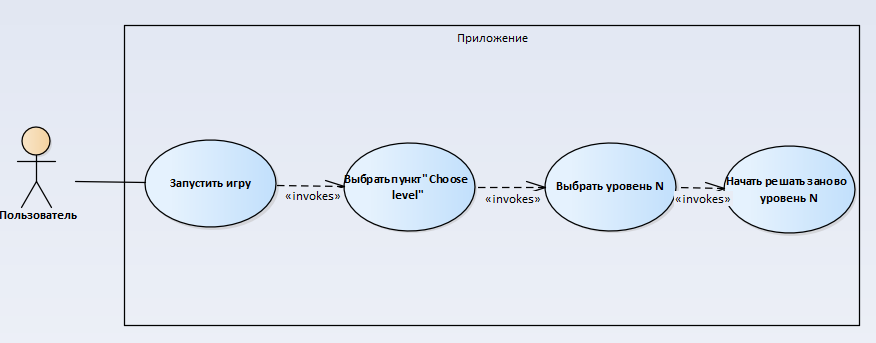 Приложение
Пользователь
Запустить игру
«invokes»
Выбрать пункт "Choose
level"
«invokes»
Выбрать уровень N
«invokes»
Начать решать заново
уровень N